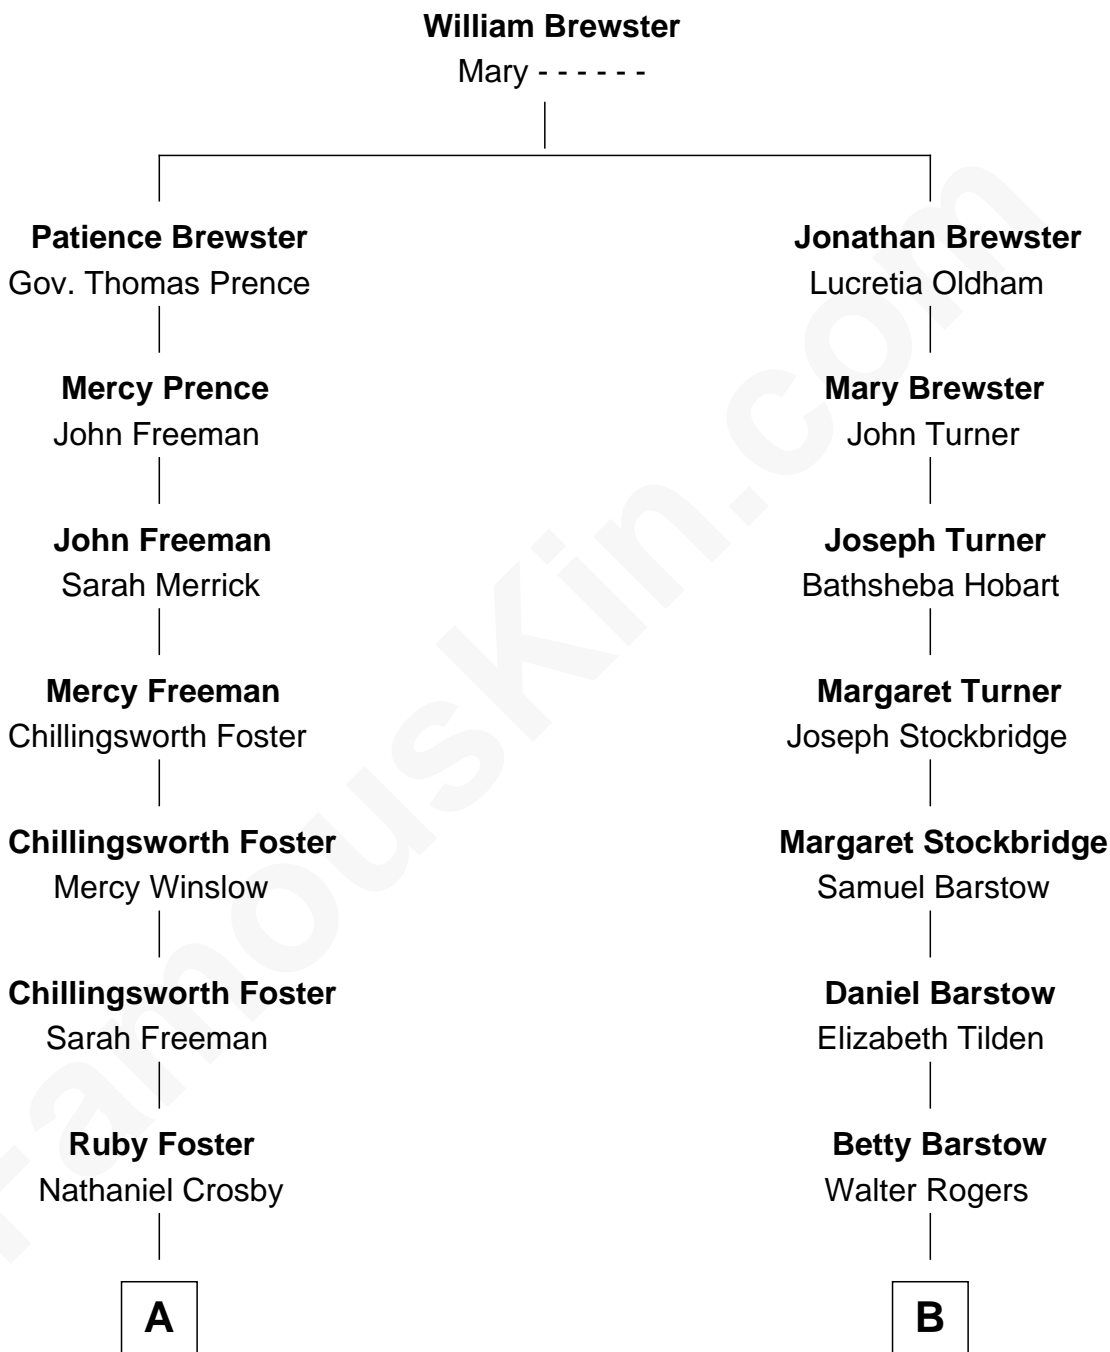 William Brewster
Mary - - - - - -
Patience Brewster
Gov. Thomas Prence
Mercy Prence
John Freeman
John Freeman
Sarah Merrick
Mercy Freeman
Chillingsworth Foster
Chillingsworth Foster
Mercy Winslow
Chillingsworth Foster
Sarah Freeman
Ruby Foster
Nathaniel Crosby
A
Jonathan Brewster
Lucretia Oldham
Mary Brewster
John Turner
Joseph Turner
Bathsheba Hobart
Margaret Turner
Joseph Stockbridge
Margaret Stockbridge
Samuel Barstow
Daniel Barstow
Elizabeth Tilden
Betty Barstow
Walter Rogers
B
FamousKin.com